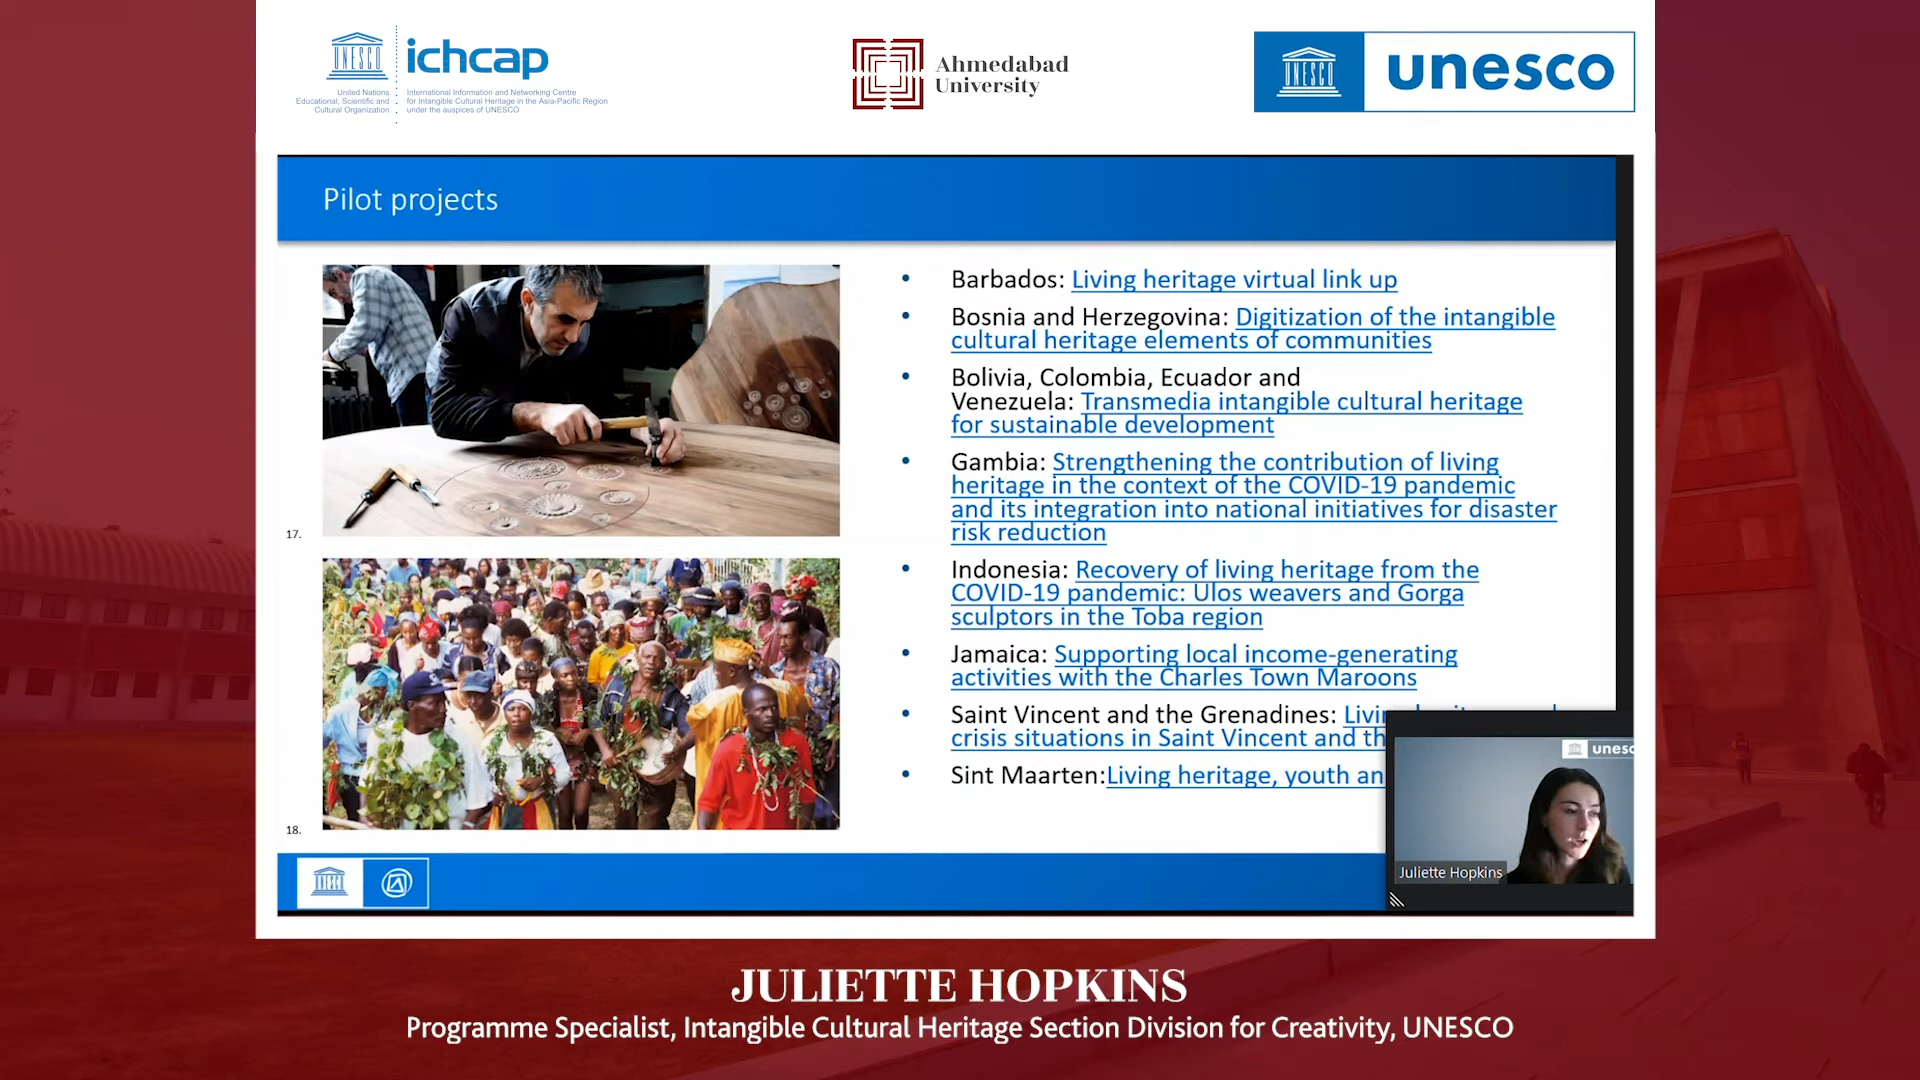 UNESCO
United Nations
Educational, Scientific and
Cultural Organization
ichcap
International Information and Networking Centre
for Intangible Cultural Heritage in the Asia-Pacific Region
under the auspices of UNESCO
Ahmedabad
University
UNESCO
unesco
Pilot projects
17.
18.
• Barbados: Living heritage virtual link up
• Bosnia and Herzegovina: Digitization of the intangible
cultural heritage elements of communities
• Bolivia, Colombia, Ecuador and
Venezuela: Transmedia intangible cultural heritage
for sustainable development
• Gambia: Strengthening the contribution of living
heritage in the context of the COVID-19 pandemic
and its integration into national initiatives for disaster
risk reduction
• Indonesia: Recovery of living heritage from the
COVID-19 pandemic: Ulos weavers and Gorga
sculptors in the Toba region
• Jamaica: Supporting local income-generating
activities with the Charles Town Maroons
• Saint Vincent and the Grenadines:
crisis situations in Saint Vincent and
• Sint Maarten:Living heritage, youth
Juliette Hopkins
JULIETTE HOPKINS
Programme Specialist, Intangible Cultural Heritage Section Division for Creativity, UNESCO